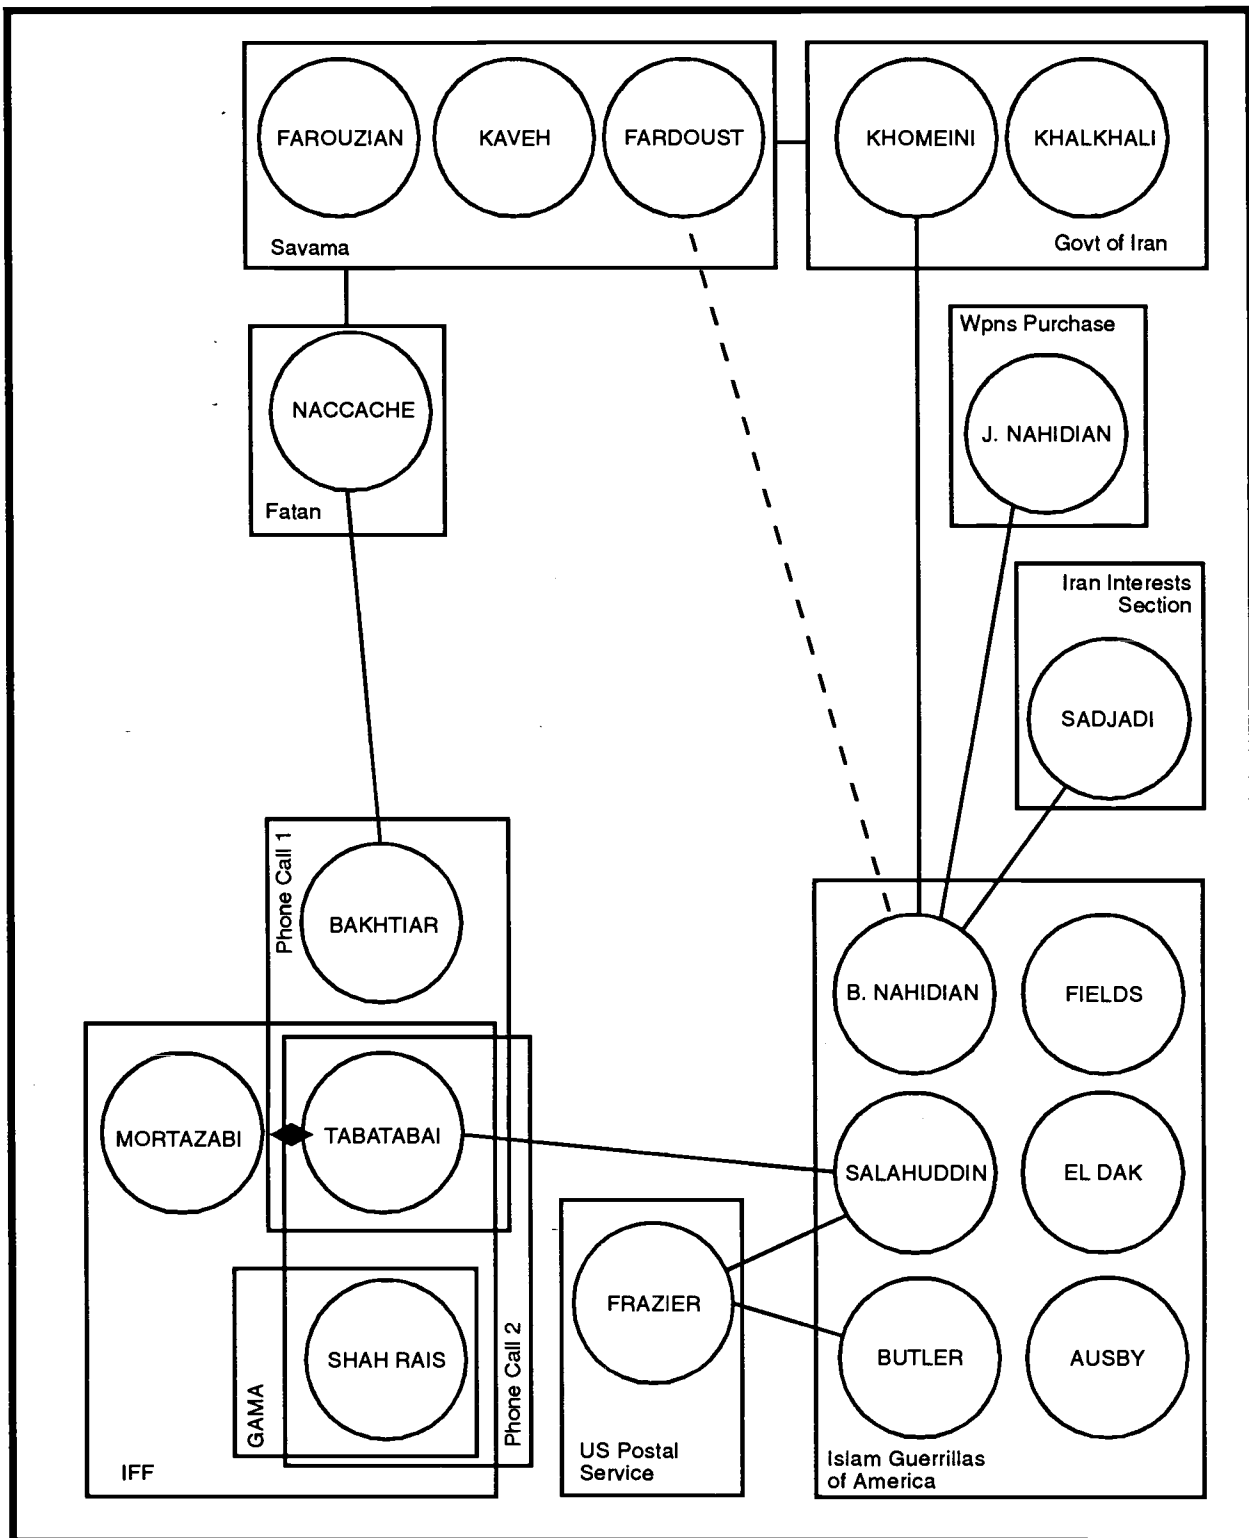 FAROUZIAN
KAVEH
FARDOUST
KHOMEINI
KHALKHALI
Savama
Govt of Iran
Wpns Purchase
NACCACHE
J. NAHIDIAN
Fatan
Iran Interests
Section
SADJADI
Phone Call 1
BAKHTIAR
B. NAHIDIAN
FIELDS
MORTAZABI
TABATABAI
SALAHUDDIN
EL DAK
FRAZIER
SHAH RAIS
BUTLER
AUSBY
GAMA
Phone Call 2
IFF
US Postal
Service
Islam Guerrillas
of America